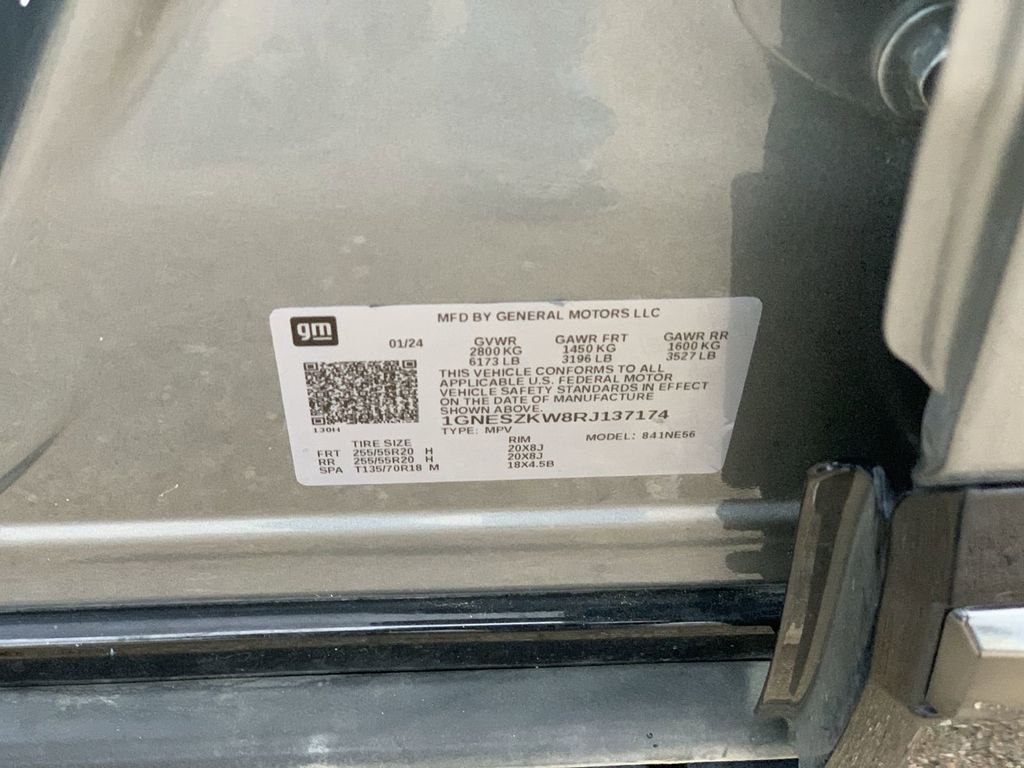 MFD BY GENERAL MOTORS LLC
gm
01/24 GVWR GAWR FRT GAWR RR
2800 KG 1450 KG 1600 KG
6173 LB 3196 LB 3527 LB
THIS VEHICLE CONFORMS TO ALL
APPLICABLE U.S. FEDERAL MOTOR
VEHICLE SAFETY STANDARDS IN EFFECT
ON THE DATE OF MANUFACTURE
SHOWN ABOVE.
1GNESZKW8RJ137174
130H
TYPE: MPV MODEL: 841NE56
TIRE SIZE RIM
FRT 255/55R20 H 20X8J
RR 255/55R20 H 20X8J
SPA T135/70R18 M 18X4.5B